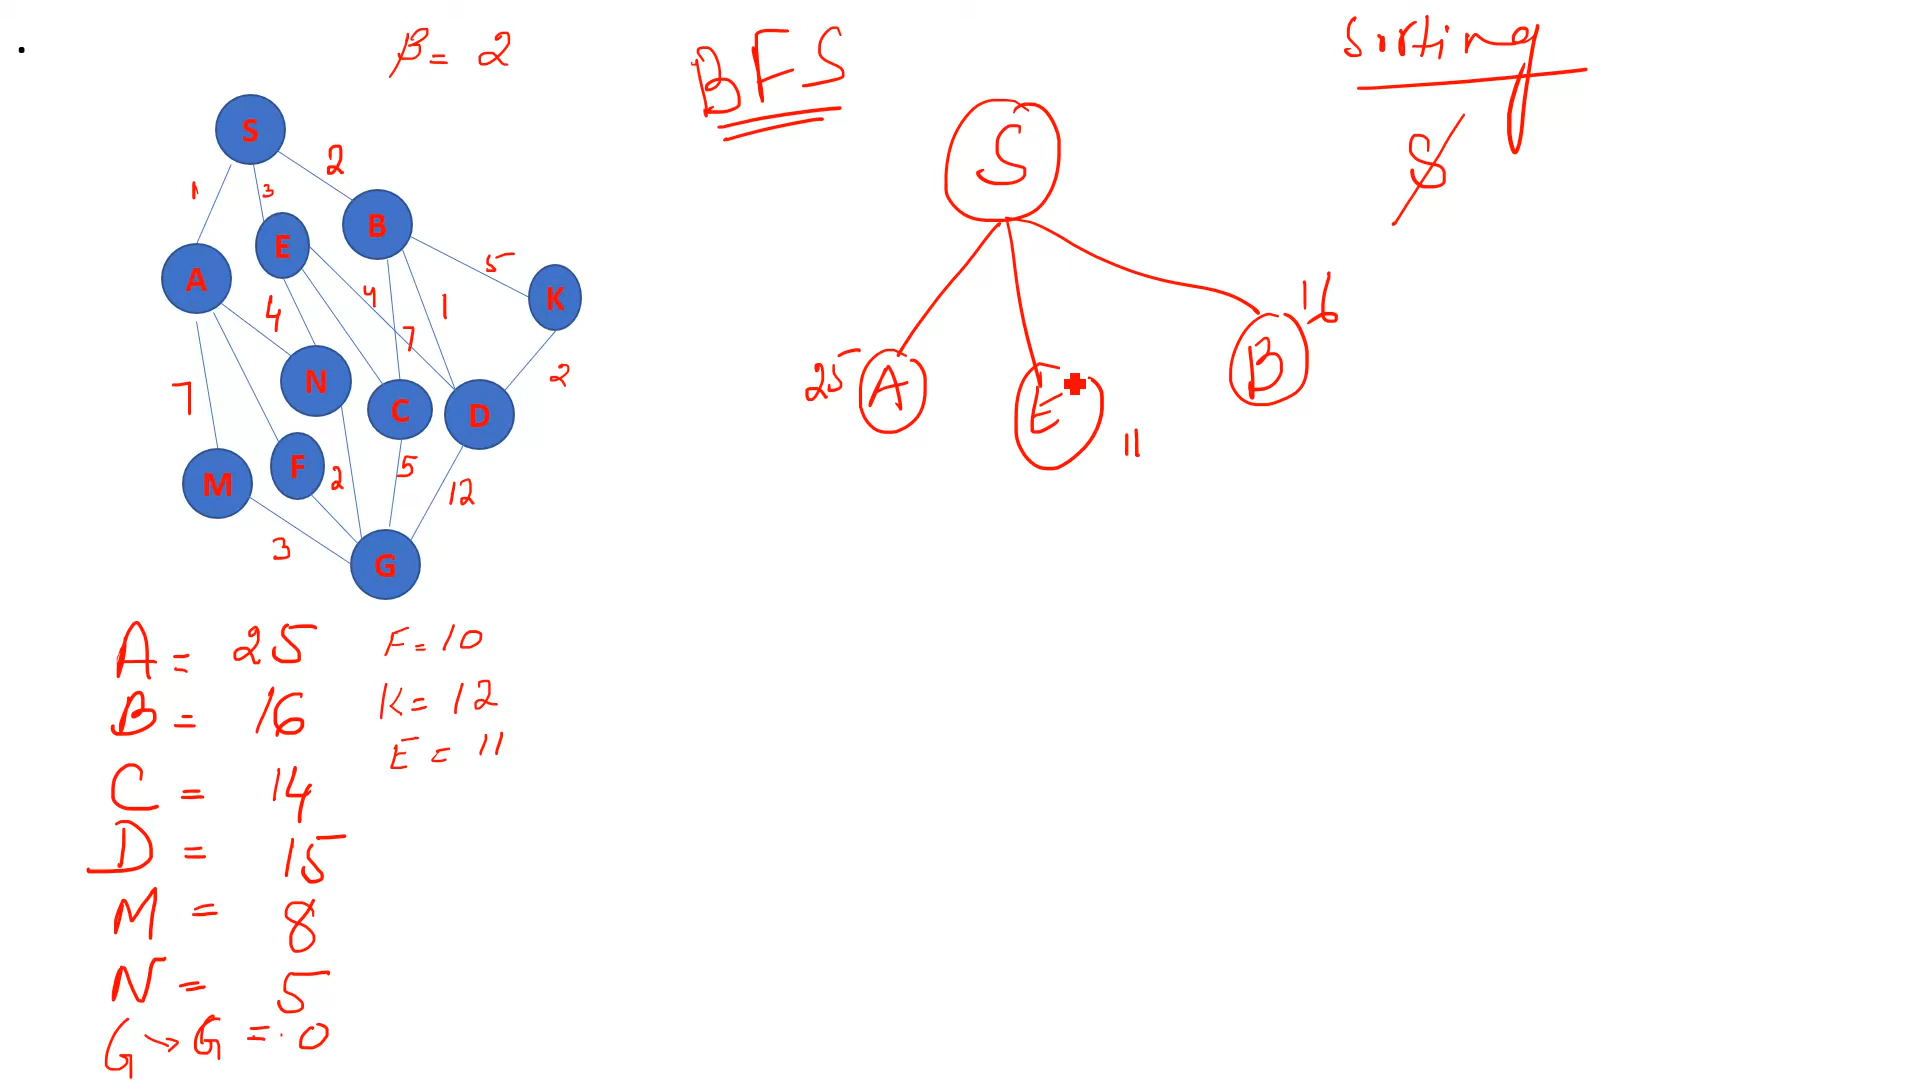 β = 2
BFS
Sorting
S
S
2
1
3
B
E
A
5
K
4
4
1
7
2
N
C
D
7
F
M
2
5
12
3
G
S
16
B
25 A
E
11
A = 25
B = 16
C = 14
D = 15
M = 8
N = 5
G → G = 0
F = 10
K = 12
E = 11